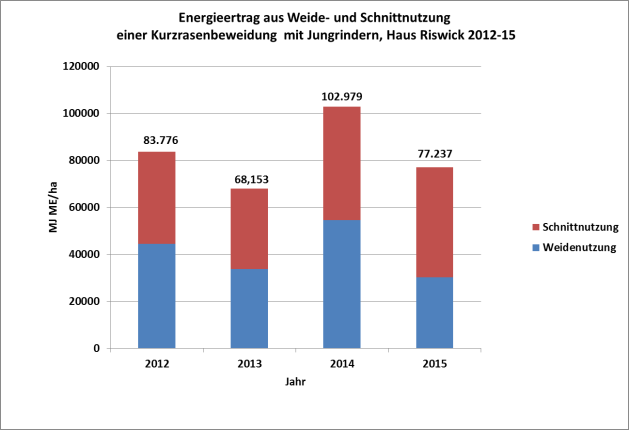 Energieertrag aus Weide- und Schnittnutzung
einer Kurzrasenbeweidung  mit Jungrindern, Haus Riswick 2012-15
120000
100000
80000
60000
40000
20000
0
MJ ME/ha
83.776
68,153
102.979
77.237
2012
2013
2014
2015
Jahr
Schnittnutzung
Weidenutzung